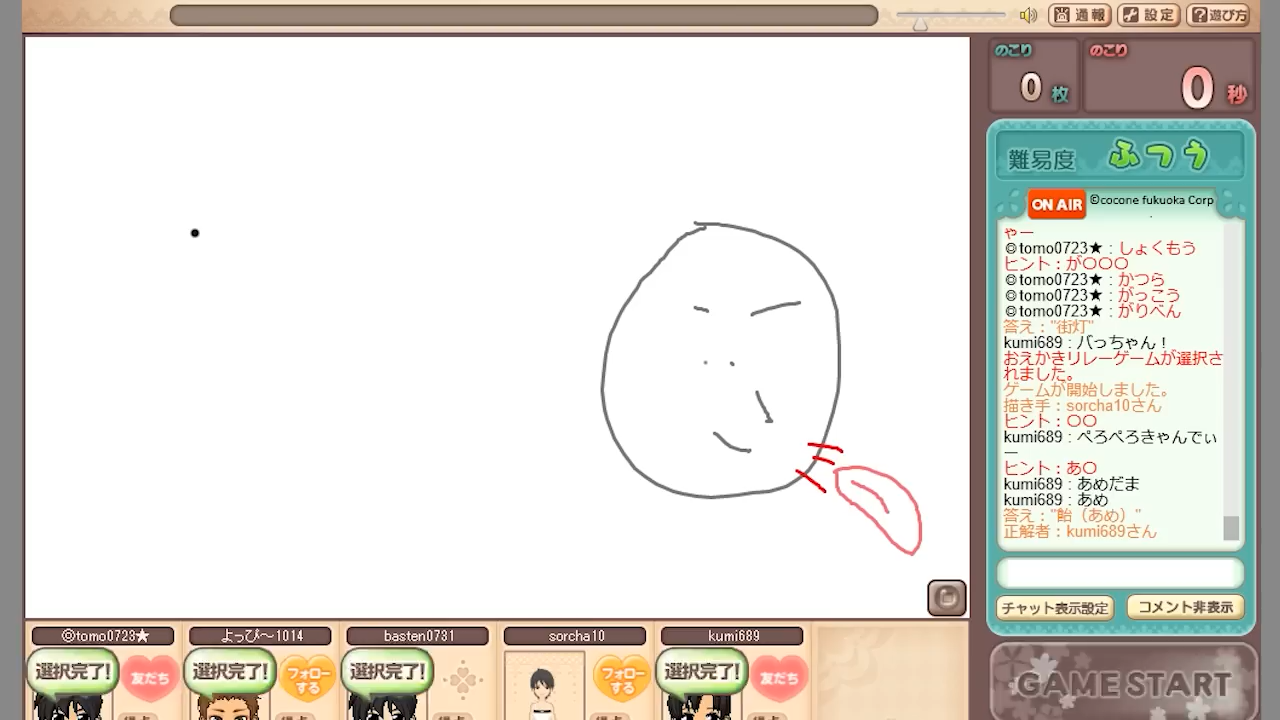 通報
設定
遊び方
のこり
0枚
のこり
0秒
難易度 ふつう
ON AIR
©cocone fukuoka Corp
.
ゃー
◎tomo0723★ : しょくもう
ヒント : が〇〇〇
◎tomo0723★ : かつら
◎tomo0723★ : がっこう
◎tomo0723★ : がりべん
答え : "街灯"
kumi689 : バっちゃん！
おえかきリレーゲームが選択さ
れました。
ゲームが開始しました。
描き手 : sorcha10さん
ヒント : 〇〇
kumi689 : ぺろぺろきゃんでぃ
ー
ヒント : あ〇
kumi689 : あめだま
kumi689 : あめ
答え : "飴（あめ）"
正解者 : kumi689さん
チャット表示設定
コメント非表示
GAME START
◎tomo0723★
よっぴ〜1014
basten0731
sorcha10
kumi689
選択完了!
友だち
選択完了!
フォロー
する
選択完了!
フォロー
する
選択完了!
友だち